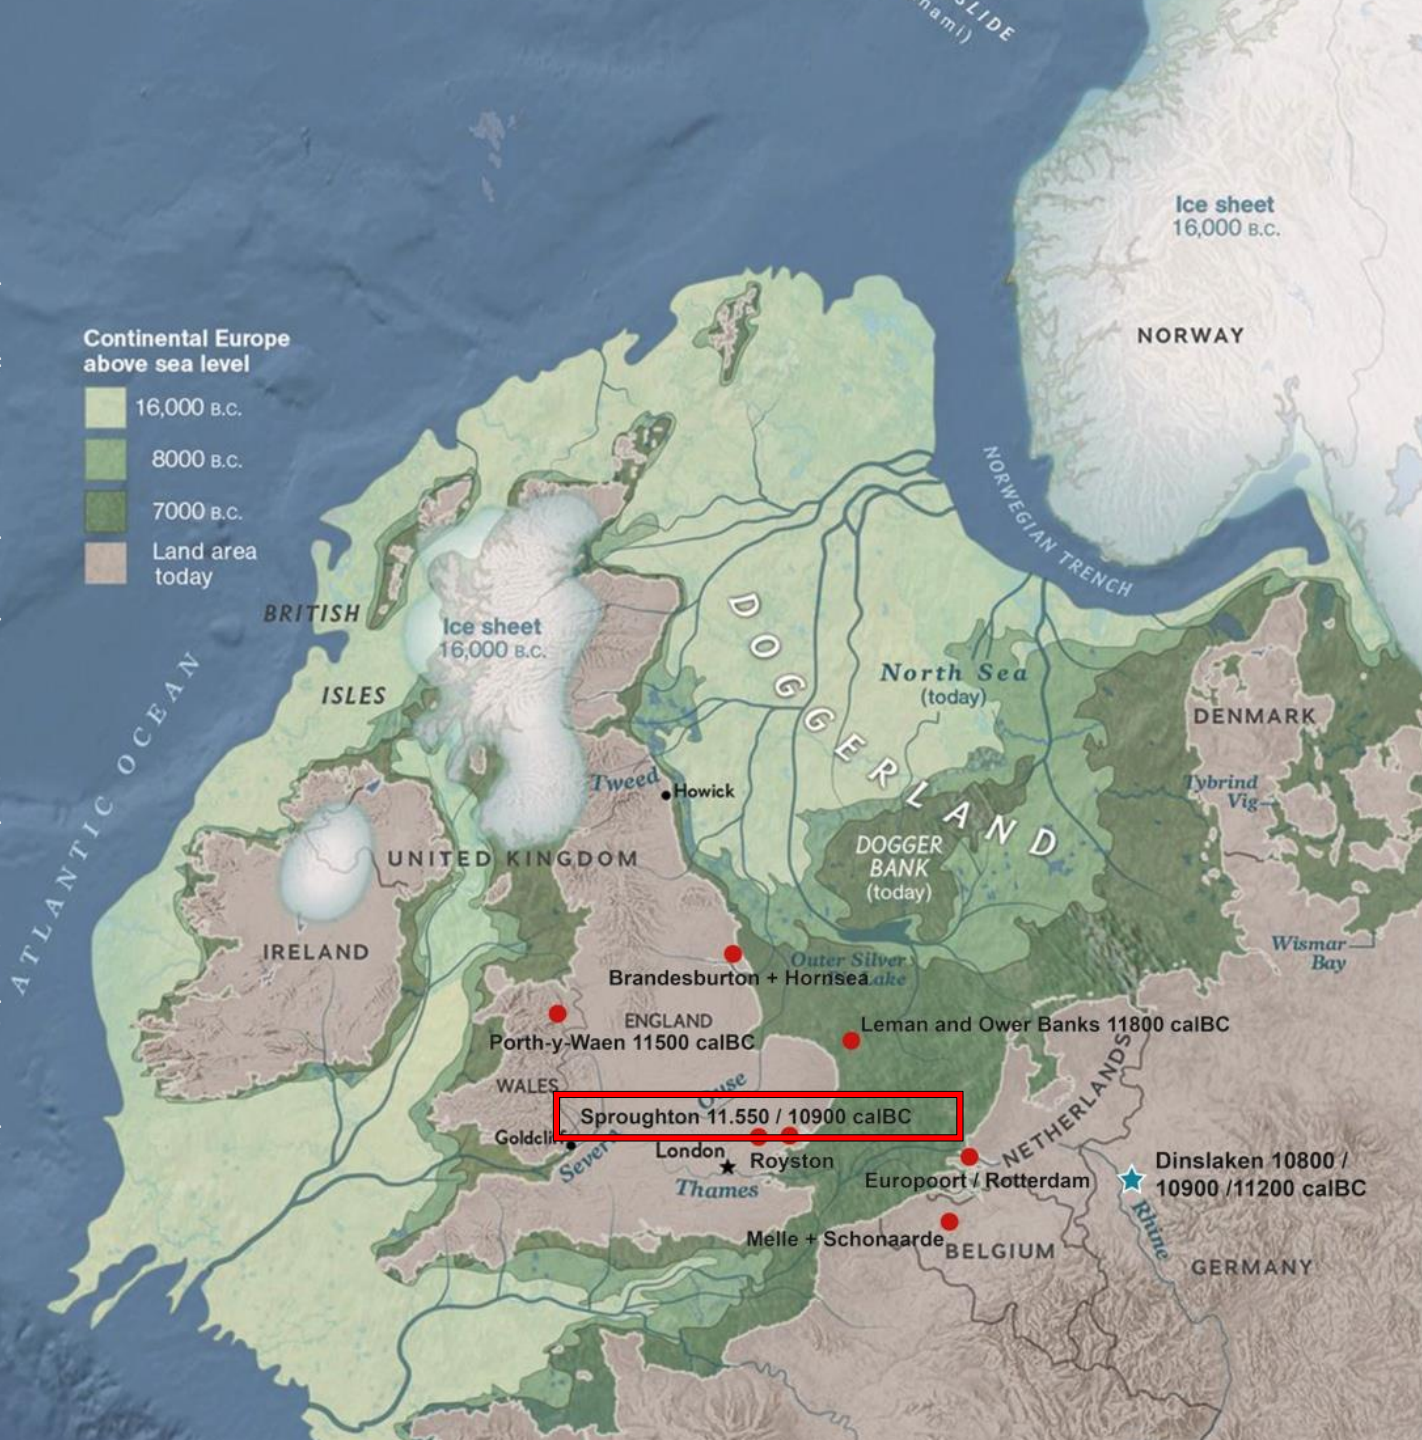 SLIDE
nami)
Ice sheet
16,000 B.C.
NORWAY
Continental Europe
above sea level
16,000 B.C.
8000 B.C.
7000 B.C.
Land area
today
NORWEGIAN TRENCH
BRITISH
ISLES
Ice sheet
16,000 B.C.
DOGGERLAND
North Sea
(today)
ATLANTIC OCEAN
DENMARK
Tybrind
Vig
Tweed
Howick
UNITED KINGDOM
DOGGER
BANK
(today)
IRELAND
Wismar
Bay
Outer Silver
Lake
Brandesburton + Hornsea
ENGLAND
Porth-y-Waen 11500 calBC
Leman and Ower Banks 11800 calBC
WALES
Ouse
Sproughton 11.550 / 10900 calBC
Goldcliff
Severn
London
Royston
Thames
NETHERLANDS
Europoort / Rotterdam
Dinslaken 10800 /
10900 /11200 calBC
Rhine
Melle + Schonaarde
BELGIUM
GERMANY